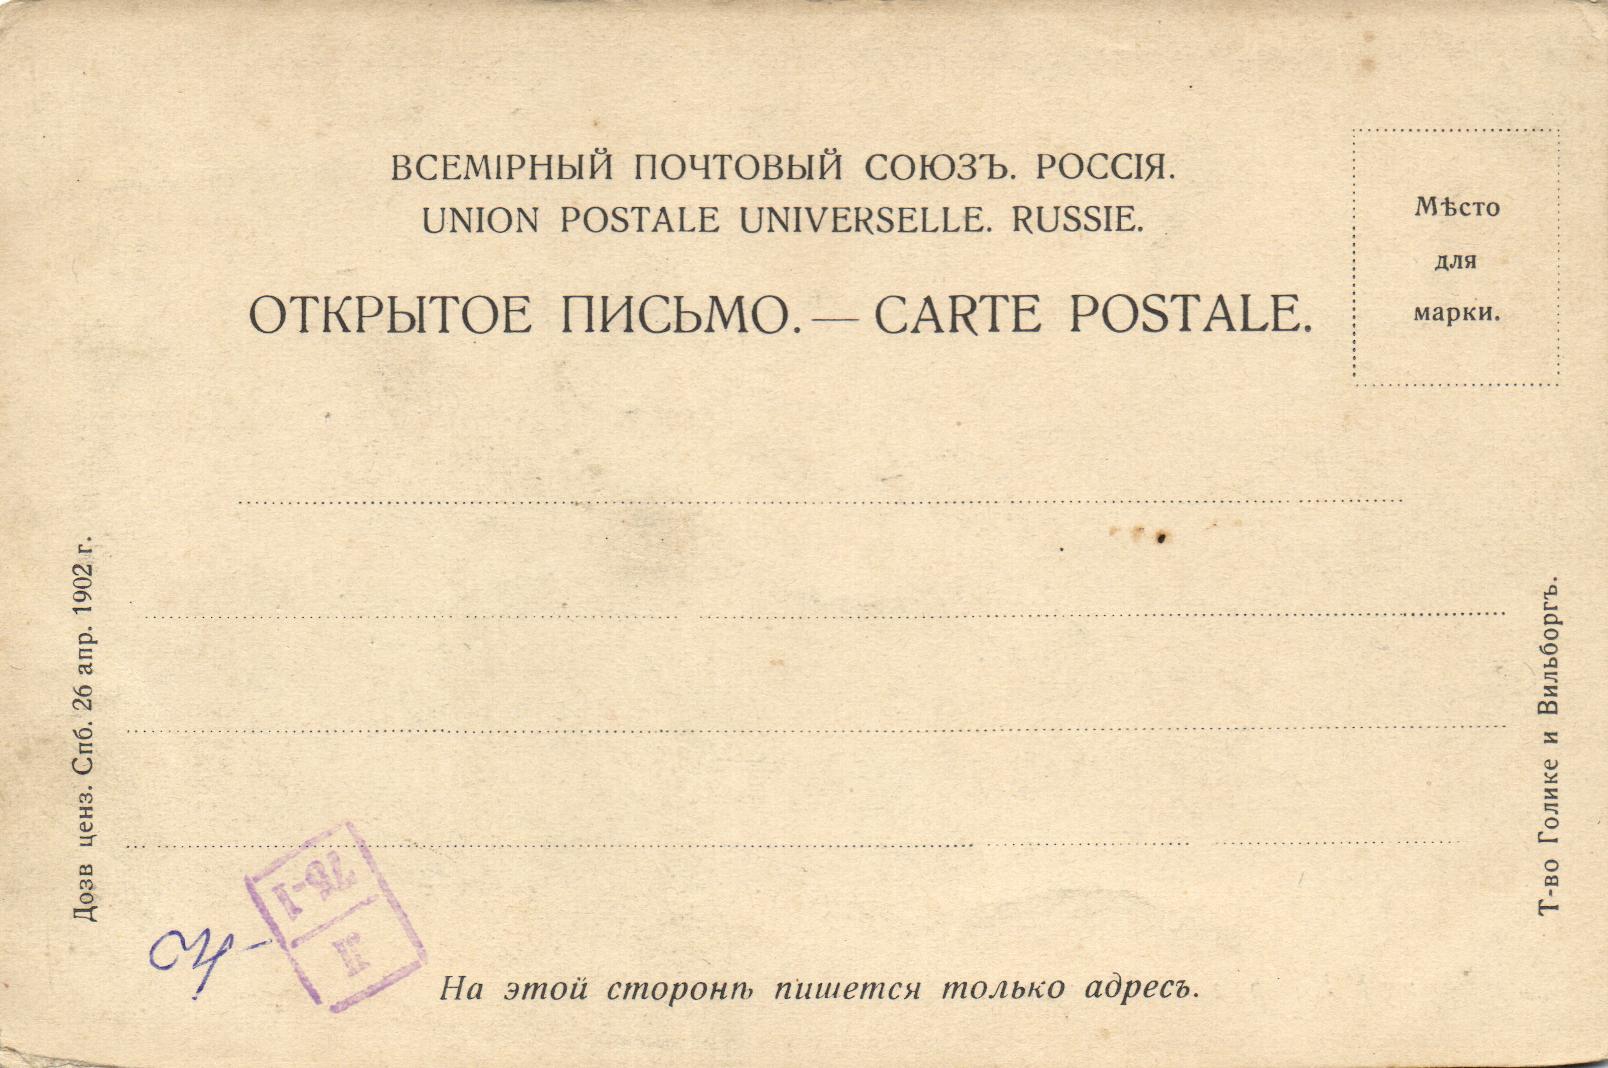 ВСЕМІРНЫЙ ПОЧТОВЫЙ СОЮЗЪ. РОССІЯ.
UNION POSTALE UNIVERSELLE. RUSSIE.
ОТКРЫТОЕ ПИСЬМО. — CARTE POSTALE.
Мѣсто
для
марки.
Дозв ценз. Спб. 26 апр. 1902 г.
Т-во Голике и Вильборгъ.
На этой сторонѣ пишется только адресъ.